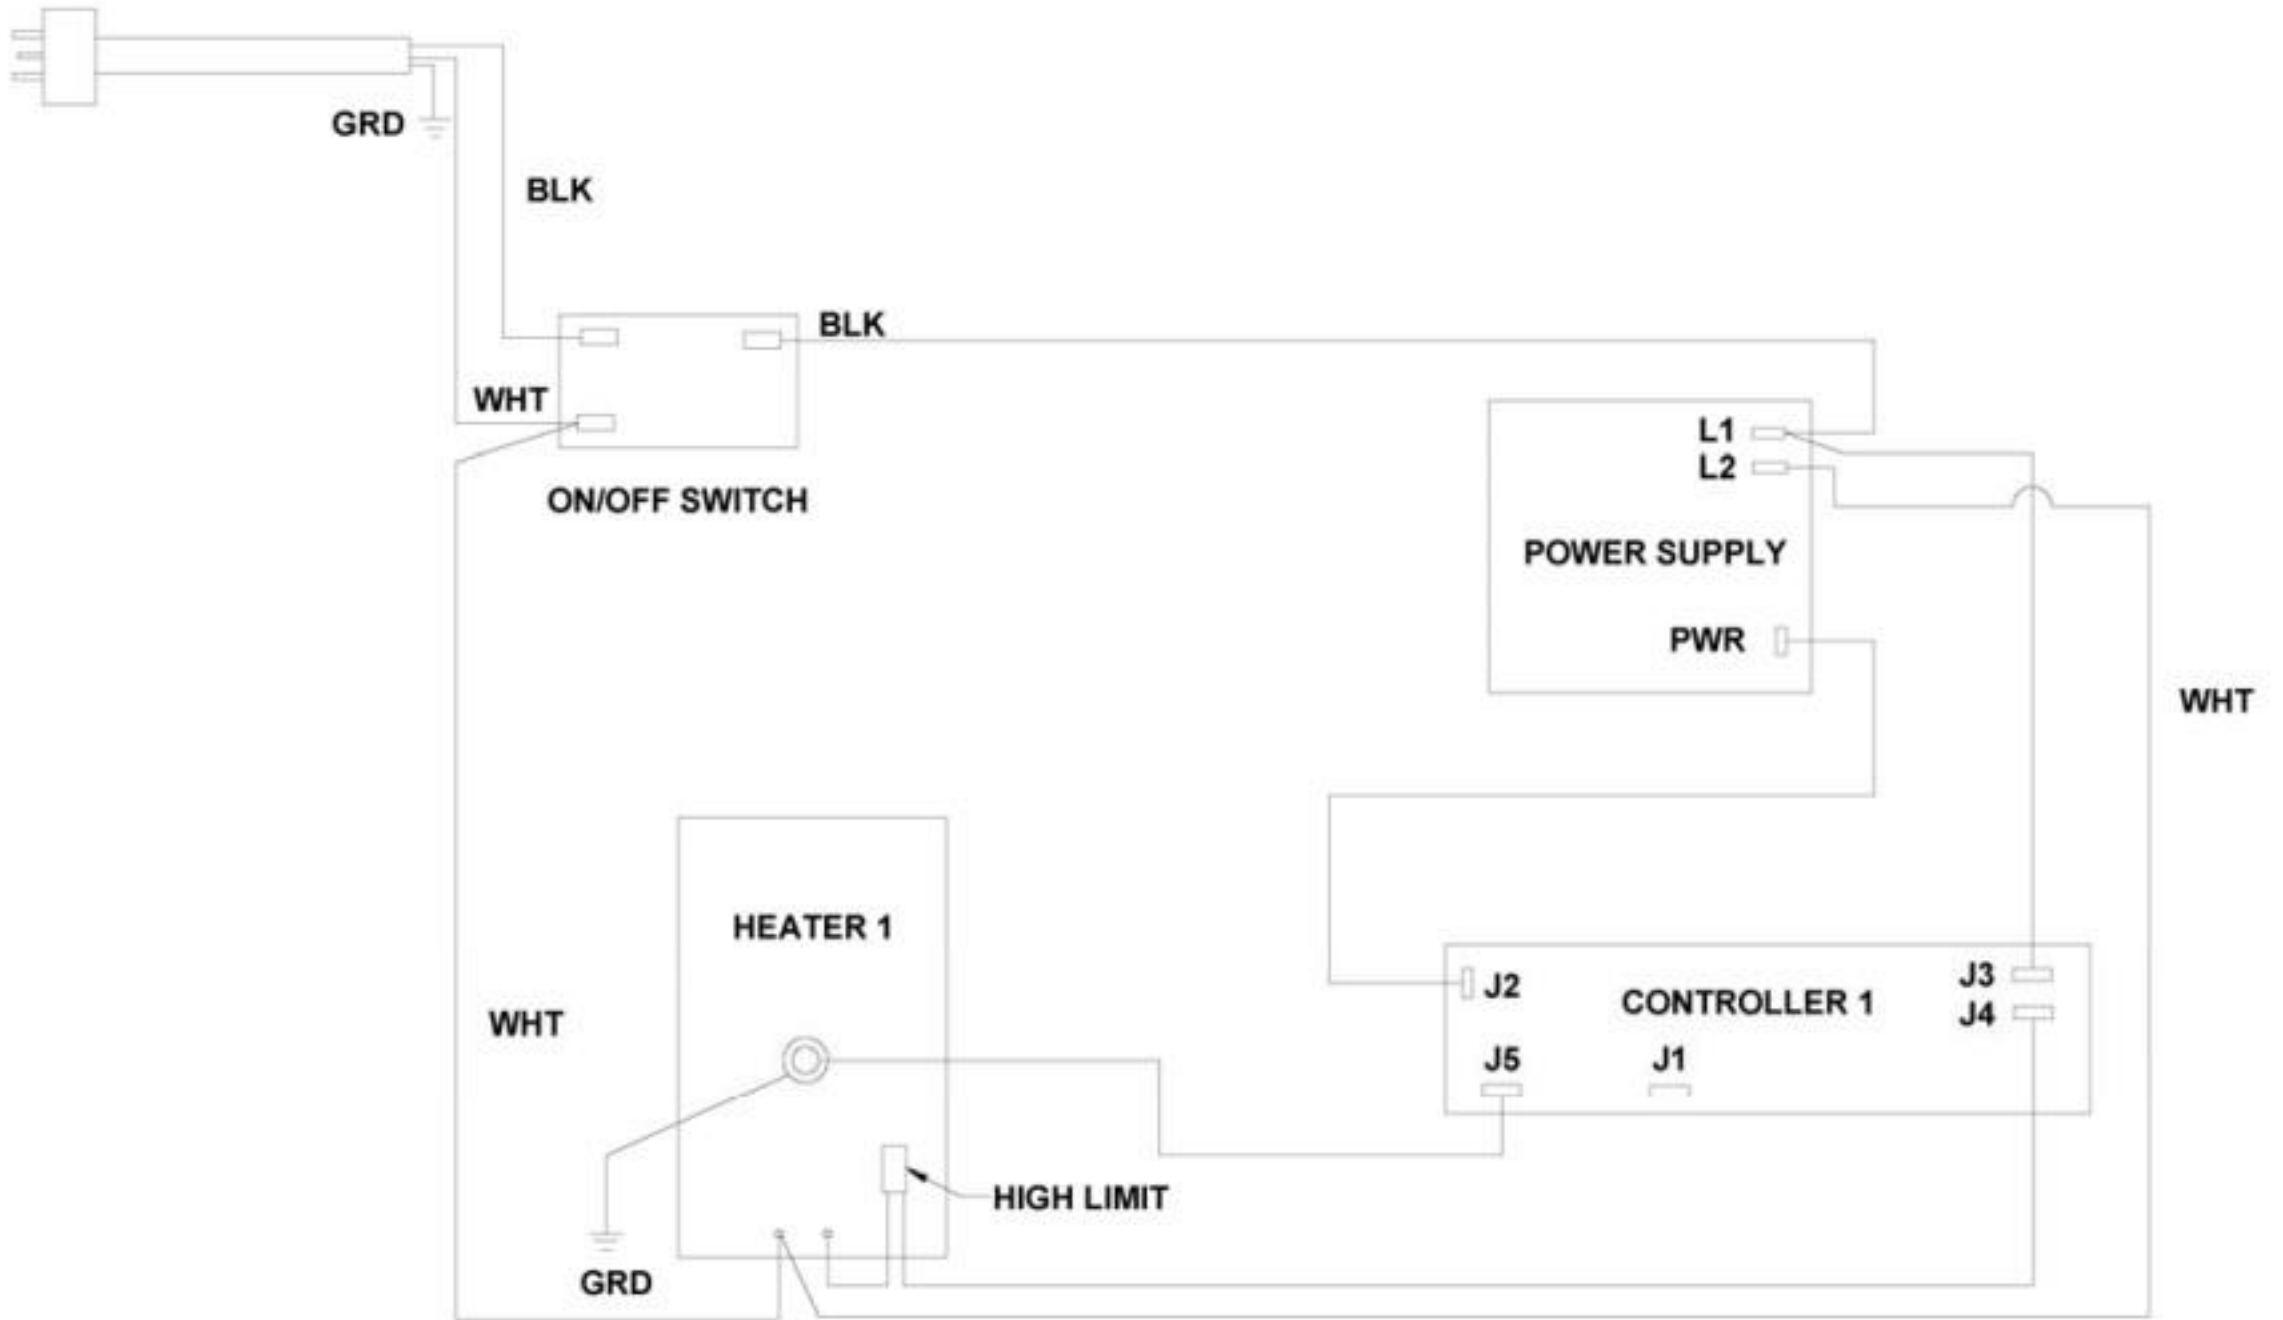 GRD
BLK
BLK
WHT
L1
L2
ON/OFF SWITCH
POWER SUPPLY
PWR
WHT
HEATER 1
J2
CONTROLLER 1
J3
J4
WHT
J5
J1
HIGH LIMIT
GRD